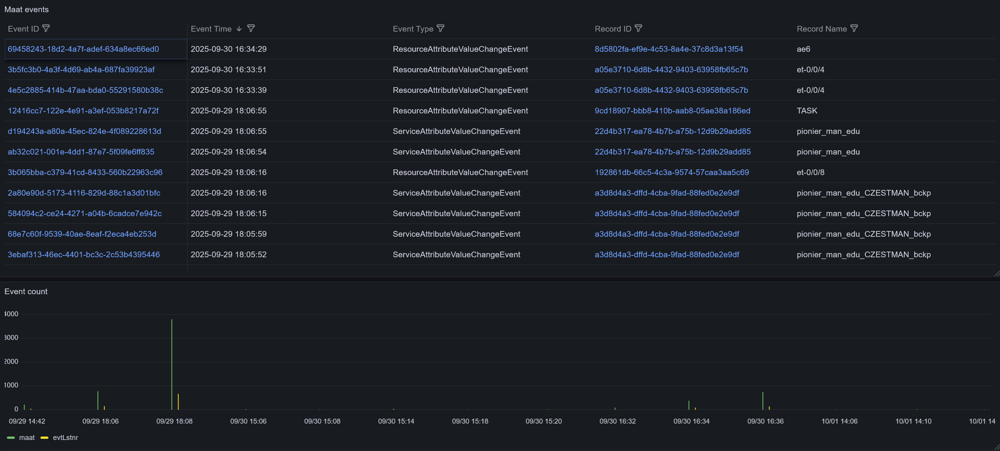 Maat events
Event ID Event Time Event Type Record ID Record Name
69458243-18d2-4a7f-adef-634a8ec66ed0 2025-09-30 16:34:29 ResourceAttributeValueChangeEvent 8d5802fa-ef9e-4c53-8a4e-37c8d3a13f54 ae6
3b5fc3b0-4a3f-4d69-ab4a-687fa39923af 2025-09-30 16:33:51 ResourceAttributeValueChangeEvent a05e3710-6d8b-4432-9403-63958fb65c7b et-0/0/4
4e5c2885-414b-47aa-bda0-55291580b38c 2025-09-30 16:33:39 ResourceAttributeValueChangeEvent a05e3710-6d8b-4432-9403-63958fb65c7b et-0/0/4
12416cc7-122e-4e91-a3ef-053b8217a72f 2025-09-29 18:06:55 ResourceAttributeValueChangeEvent 9cd18907-bbb8-410b-aab8-05ae38a186ed TASK
d194243a-a80a-45ec-824e-4f089228613d 2025-09-29 18:06:55 ServiceAttributeValueChangeEvent 22d4b317-ea78-4b7b-a75b-12d9b29add85 pionier_man_edu
ab32c021-001e-4dd1-87e7-5f09fe6ff835 2025-09-29 18:06:54 ServiceAttributeValueChangeEvent 22d4b317-ea78-4b7b-a75b-12d9b29add85 pionier_man_edu
3b065bba-c379-41cd-8433-560b22963c96 2025-09-29 18:06:16 ResourceAttributeValueChangeEvent 192861db-66c5-4c3a-9574-57caa3aa5c69 et-0/0/8
2a80e90d-5173-4116-829d-88c1a3d01bfc 2025-09-29 18:06:16 ServiceAttributeValueChangeEvent a3d8d4a3-dffd-4cba-9fad-88fed0e2e9df pionier_man_edu_CZESTMAN_bckp
584094c2-ce24-4271-a04b-6cadce7e942c 2025-09-29 18:06:15 ServiceAttributeValueChangeEvent a3d8d4a3-dffd-4cba-9fad-88fed0e2e9df pionier_man_edu_CZESTMAN_bckp
68e7c60f-9539-40ae-8eaf-f2eca4eb253d 2025-09-29 18:05:59 ServiceAttributeValueChangeEvent a3d8d4a3-dffd-4cba-9fad-88fed0e2e9df pionier_man_edu_CZESTMAN_bckp
3ebaf313-46ec-4401-bc3c-2c53b4395446 2025-09-29 18:05:52 ServiceAttributeValueChangeEvent a3d8d4a3-dffd-4cba-9fad-88fed0e2e9df pionier_man_edu_CZESTMAN_bckp
Event count
4000
3000
2000
1000
0
09/29 14:42 09/29 18:06 09/29 18:08 09/30 15:06 09/30 15:08 09/30 15:14 09/30 15:18 09/30 15:20 09/30 16:32 09/30 16:34 09/30 16:36 10/01 14:06 10/01 14:10 10/01 14
maat evtLstnr